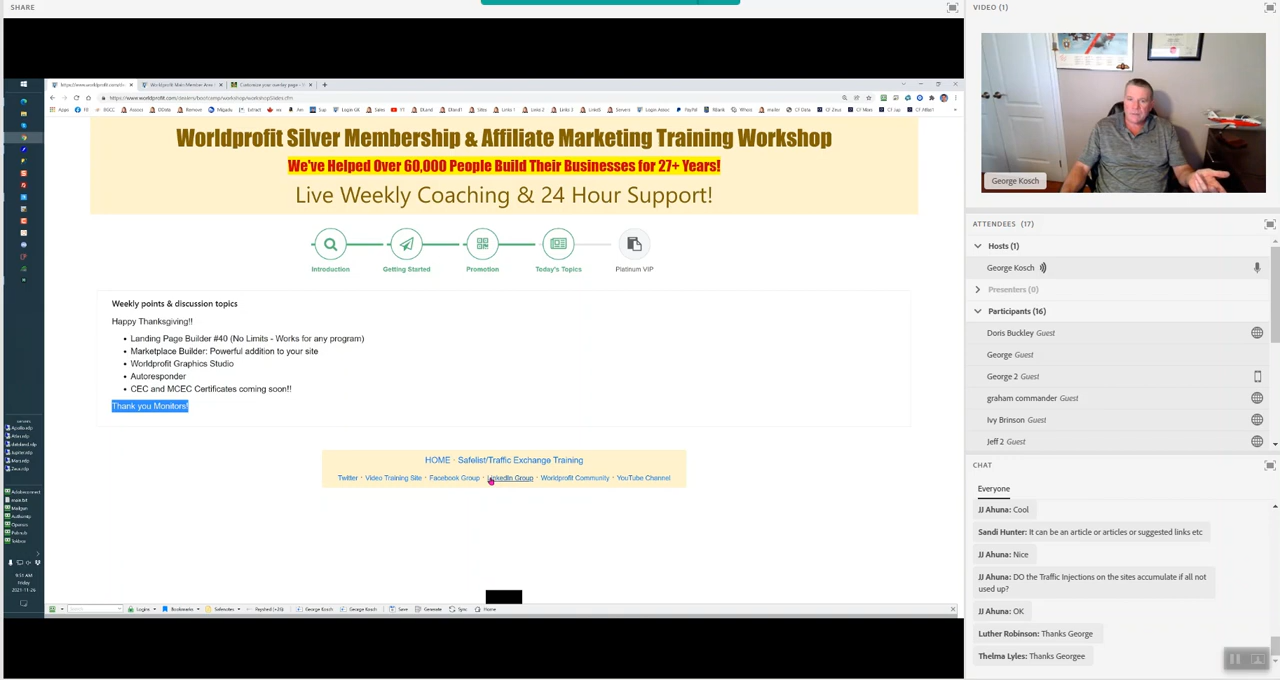 SHARE
Worldprofit Silver Membership & Affiliate Marketing Training Workshop
We've Helped Over 60,000 People Build Their Businesses for 27+ Years!
Live Weekly Coaching & 24 Hour Support!
Introduction
Getting Started
Promotion
Today's Topics
Platinum VIP
Weekly points & discussion topics
Happy Thanksgiving!!
Landing Page Builder #40 (No Limits - Works for any program)
Marketplace Builder: Powerful addition to your site
Worldprofit Graphics Studio
Autoresponder
CEC and MCEC Certificates coming soon!!
Thank you Monitors!
HOME · Safelist/Traffic Exchange Training
Twitter · Video Training Site · Facebook Group · LinkedIn Group · Worldprofit Community · YouTube Channel
9:51 AM
Friday
2021-11-26
VIDEO (1)
George Kosch
ATTENDEES (17)
Hosts (1)
George Kosch
Presenters (0)
Participants (16)
Doris Buckley Guest
George Guest
George 2 Guest
graham commander Guest
Ivy Brinson Guest
Jeff 2 Guest
CHAT
Everyone
JJ Ahuna: Cool
Sandi Hunter: It can be an article or articles or suggested links etc
JJ Ahuna: Nice
JJ Ahuna: DO the Traffic Injections on the sites accumulate if all not
used up?
JJ Ahuna: OK
Luther Robinson: Thanks George
Thelma Lyles: Thanks Georgee